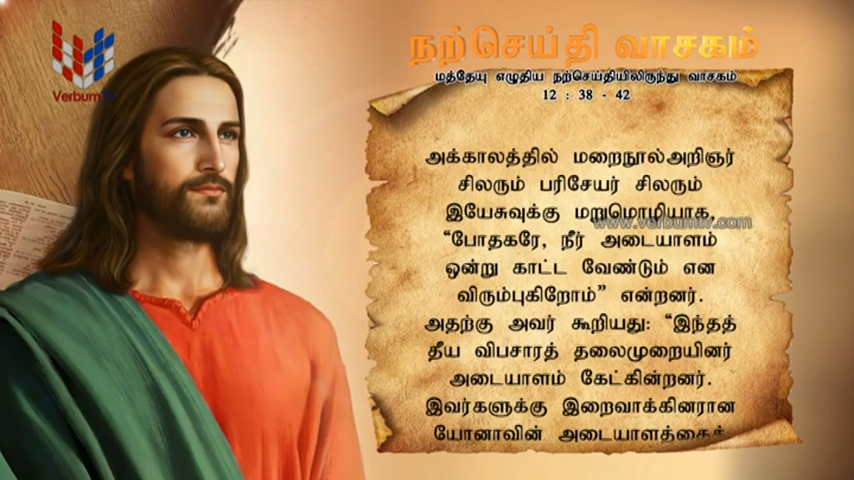 VerbumTv
நற்செய்தி வாசகம்
மத்தேயு எழுதிய நற்செய்தியிலிருந்து வாசகம்
12 : 38 - 42
அக்காலத்தில் மறைநூல்அறிஞர்
சிலரும் பரிசேயர் சிலரும்
இயேசுவுக்கு மறுமொழியாக,
www.verbumtv.com
“போதகரே, நீர் அடையாளம்
ஒன்று காட்ட வேண்டும் என
விரும்புகிறோம்” என்றனர்.
அதற்கு அவர் கூறியது: “இந்தத்
தீய விபசாரத் தலைமுறையினர்
அடையாளம் கேட்கின்றனர்.
இவர்களுக்கு இறைவாக்கினரான
யோனாவின் அடையாளத்தைத்